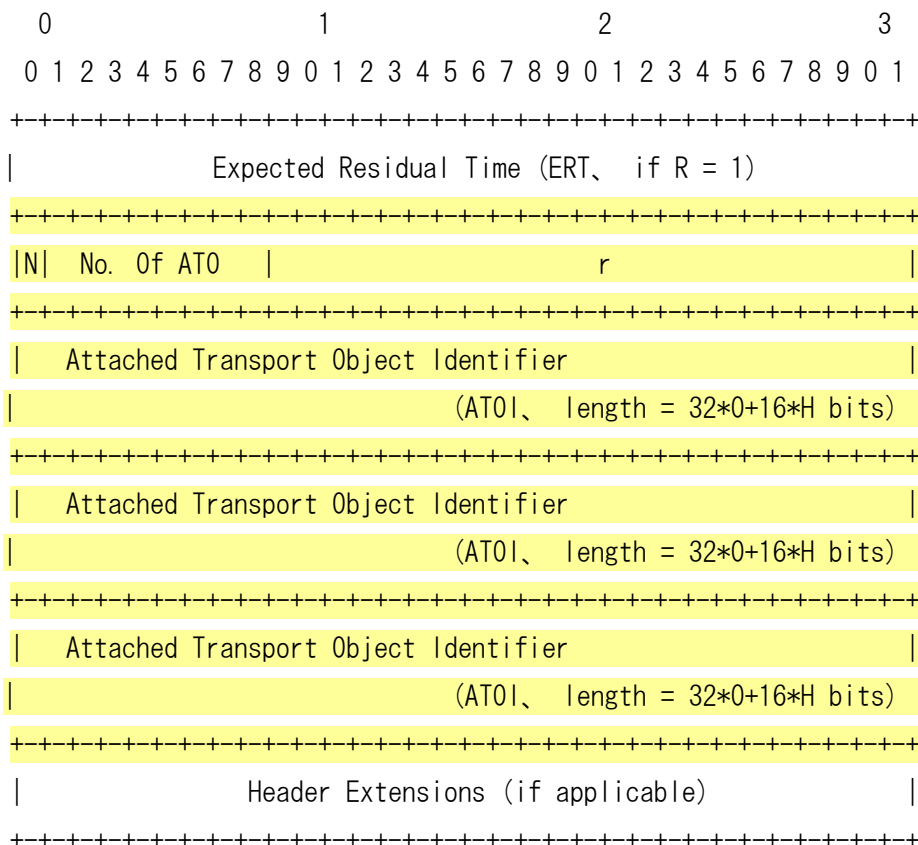 0 1 2 3
0 1 2 3 4 5 6 7 8 9 0 1 2 3 4 5 6 7 8 9 0 1 2 3 4 5 6 7 8 9 0 1
+-+-+-+-+-+-+-+-+-+-+-+-+-+-+-+-+-+-+-+-+-+-+-+-+-+-+-+-+-+-+-+-+
| Expected Residual Time (ERT、 if R = 1)
+-+-+-+-+-+-+-+-+-+-+-+-+-+-+-+-+-+-+-+-+-+-+-+-+-+-+-+-+-+-+-+-+
|N| No. Of ATO | r |
+-+-+-+-+-+-+-+-+-+-+-+-+-+-+-+-+-+-+-+-+-+-+-+-+-+-+-+-+-+-+-+-+
| Attached Transport Object Identifier |
| (ATOI、 length = 32*O+16*H bits)
+-+-+-+-+-+-+-+-+-+-+-+-+-+-+-+-+-+-+-+-+-+-+-+-+-+-+-+-+-+-+-+-+
| Attached Transport Object Identifier |
| (ATOI、 length = 32*O+16*H bits)
+-+-+-+-+-+-+-+-+-+-+-+-+-+-+-+-+-+-+-+-+-+-+-+-+-+-+-+-+-+-+-+-+
| Attached Transport Object Identifier |
| (ATOI、 length = 32*O+16*H bits)
+-+-+-+-+-+-+-+-+-+-+-+-+-+-+-+-+-+-+-+-+-+-+-+-+-+-+-+-+-+-+-+-+
| Header Extensions (if applicable) |
+-+-+-+-+-+-+-+-+-+-+-+-+-+-+-+-+-+-+-+-+-+-+-+-+-+-+-+-+-+-+-+-+